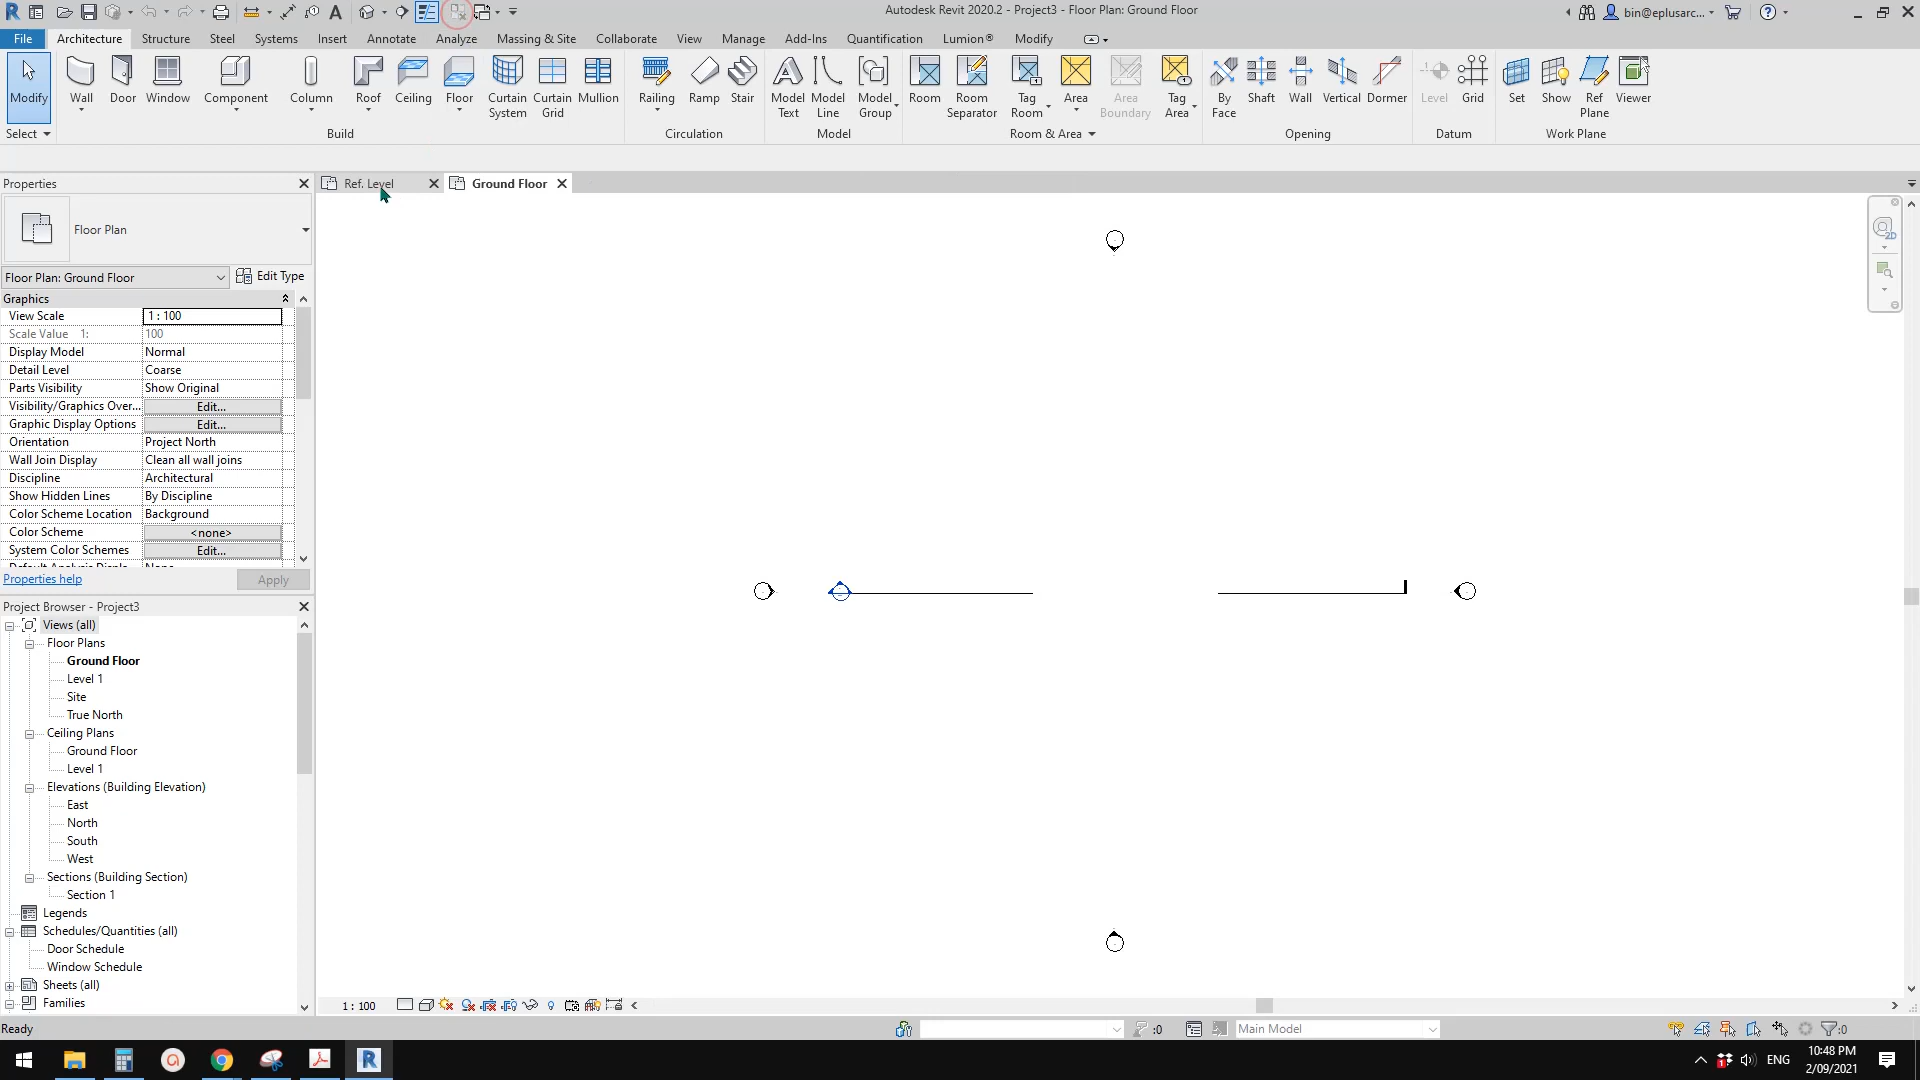 Autodesk Revit 2020.2 - Project3 - Floor Plan: Ground Floor
bin@eplusarc...
File Architecture Structure Steel Systems Insert Annotate Analyze Massing & Site Collaborate View Manage Add-Ins Quantification Lumion® Modify
Modify Wall Door Window Component Column Roof Ceiling Floor Curtain System Curtain Grid Mullion Railing Ramp Stair Model Text Model Line Model Group Room Room Separator Tag Room Area Area Boundary Tag Area By Face Shaft Wall Vertical Dormer Level Grid Set Show Ref Plane Viewer
Select Build Circulation Model Room & Area Opening Datum Work Plane
Properties
Ref. Level Ground Floor
Floor Plan
Floor Plan: Ground Floor Edit Type
Graphics
View Scale 1 : 100
Scale Value 1: 100
Display Model Normal
Detail Level Coarse
Parts Visibility Show Original
Visibility/Graphics Over... Edit...
Graphic Display Options Edit...
Orientation Project North
Wall Join Display Clean all wall joins
Discipline Architectural
Show Hidden Lines By Discipline
Color Scheme Location Background
Color Scheme <none>
System Color Schemes Edit...
Properties help Apply
Project Browser - Project3
Views (all)
Floor Plans
Ground Floor
Level 1
Site
True North
Ceiling Plans
Ground Floor
Level 1
Elevations (Building Elevation)
East
North
South
West
Sections (Building Section)
Section 1
Legends
Schedules/Quantities (all)
Door Schedule
Window Schedule
Sheets (all)
Families
1 : 100
Ready :0 Main Model :0
ENG
10:48 PM
2/09/2021